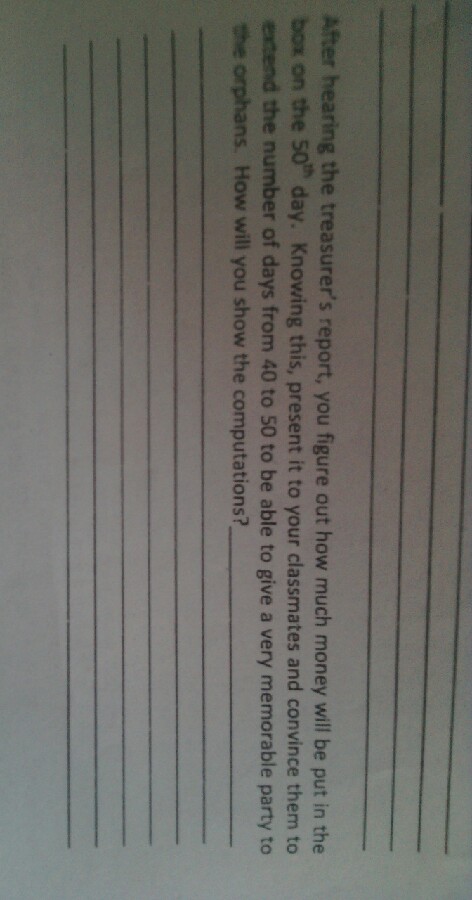 After hearing the treasurer's report, you figure out how much money will be put in the
box on the 50th day. Knowing this, present it to your classmates and convince them to
extend the number of days from 40 to 50 to be able to give a very memorable party to
the orphans. How will you show the computations?